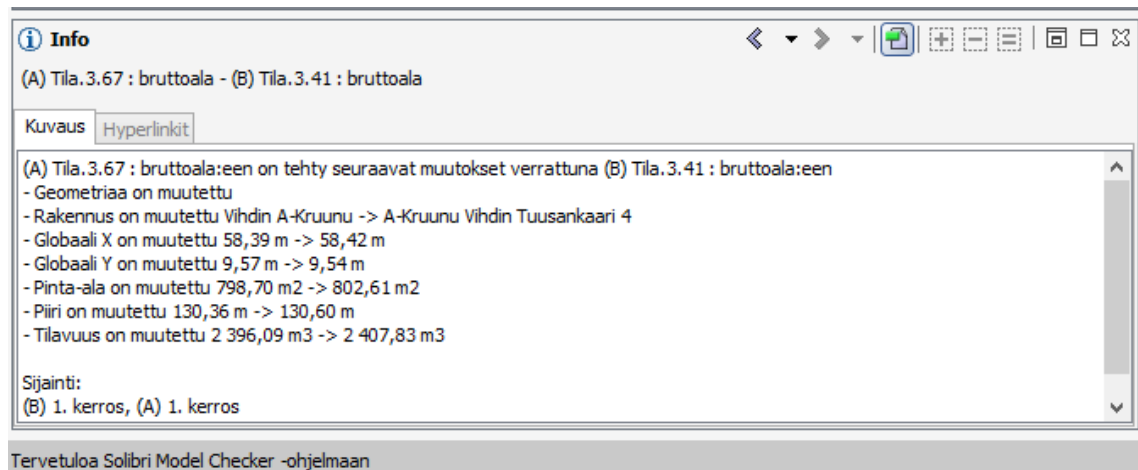 Info
(A) Tila.3.67 : bruttoala - (B) Tila.3.41 : bruttoala
Kuvaus Hyperlinkit
(A) Tila.3.67 : bruttoala:een on tehty seuraavat muutokset verrattuna (B) Tila.3.41 : bruttoala:een
- Geometriaa on muutettu
- Rakennus on muutettu Vihdin A-Kruunu -> A-Kruunu Vihdin Tuusankaari 4
- Globaali X on muutettu 58,39 m -> 58,42 m
- Globaali Y on muutettu 9,57 m -> 9,54 m
- Pinta-ala on muutettu 798,70 m2 -> 802,61 m2
- Piiri on muutettu 130,36 m -> 130,60 m
- Tilavuus on muutettu 2 396,09 m3 -> 2 407,83 m3
Sijainti:
(B) 1. kerros, (A) 1. kerros
Tervetuloa Solibri Model Checker -ohjelmaan